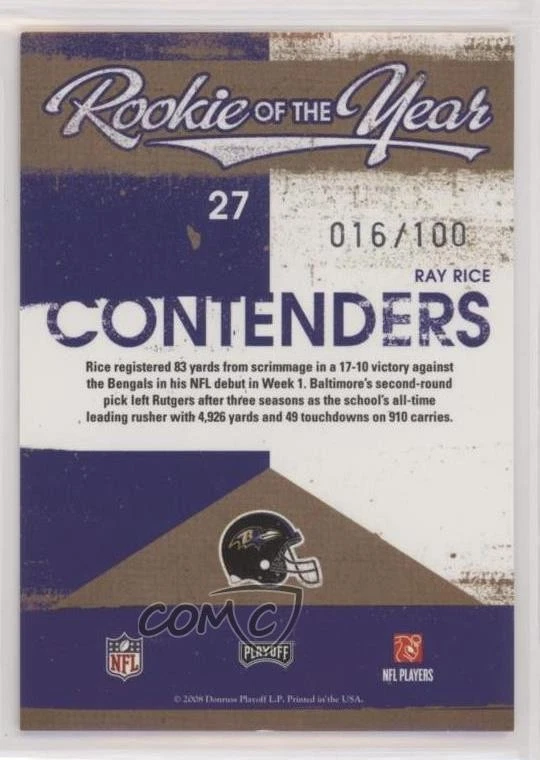 Rookie OF THE Year
27
016/100
RAY RICE
CONTENDERS
Rice registered 83 yards from scrimmage in a 17-10 victory against
the Bengals in his NFL debut in Week 1. Baltimore's second-round
pick left Rutgers after three seasons as the school's all-time
leading rusher with 4,926 yards and 49 touchdowns on 910 carries.
COMC
NFL
PLAYOFF
NFL PLAYERS
© 2008 Donruss Playoff L.P. Printed in the USA.